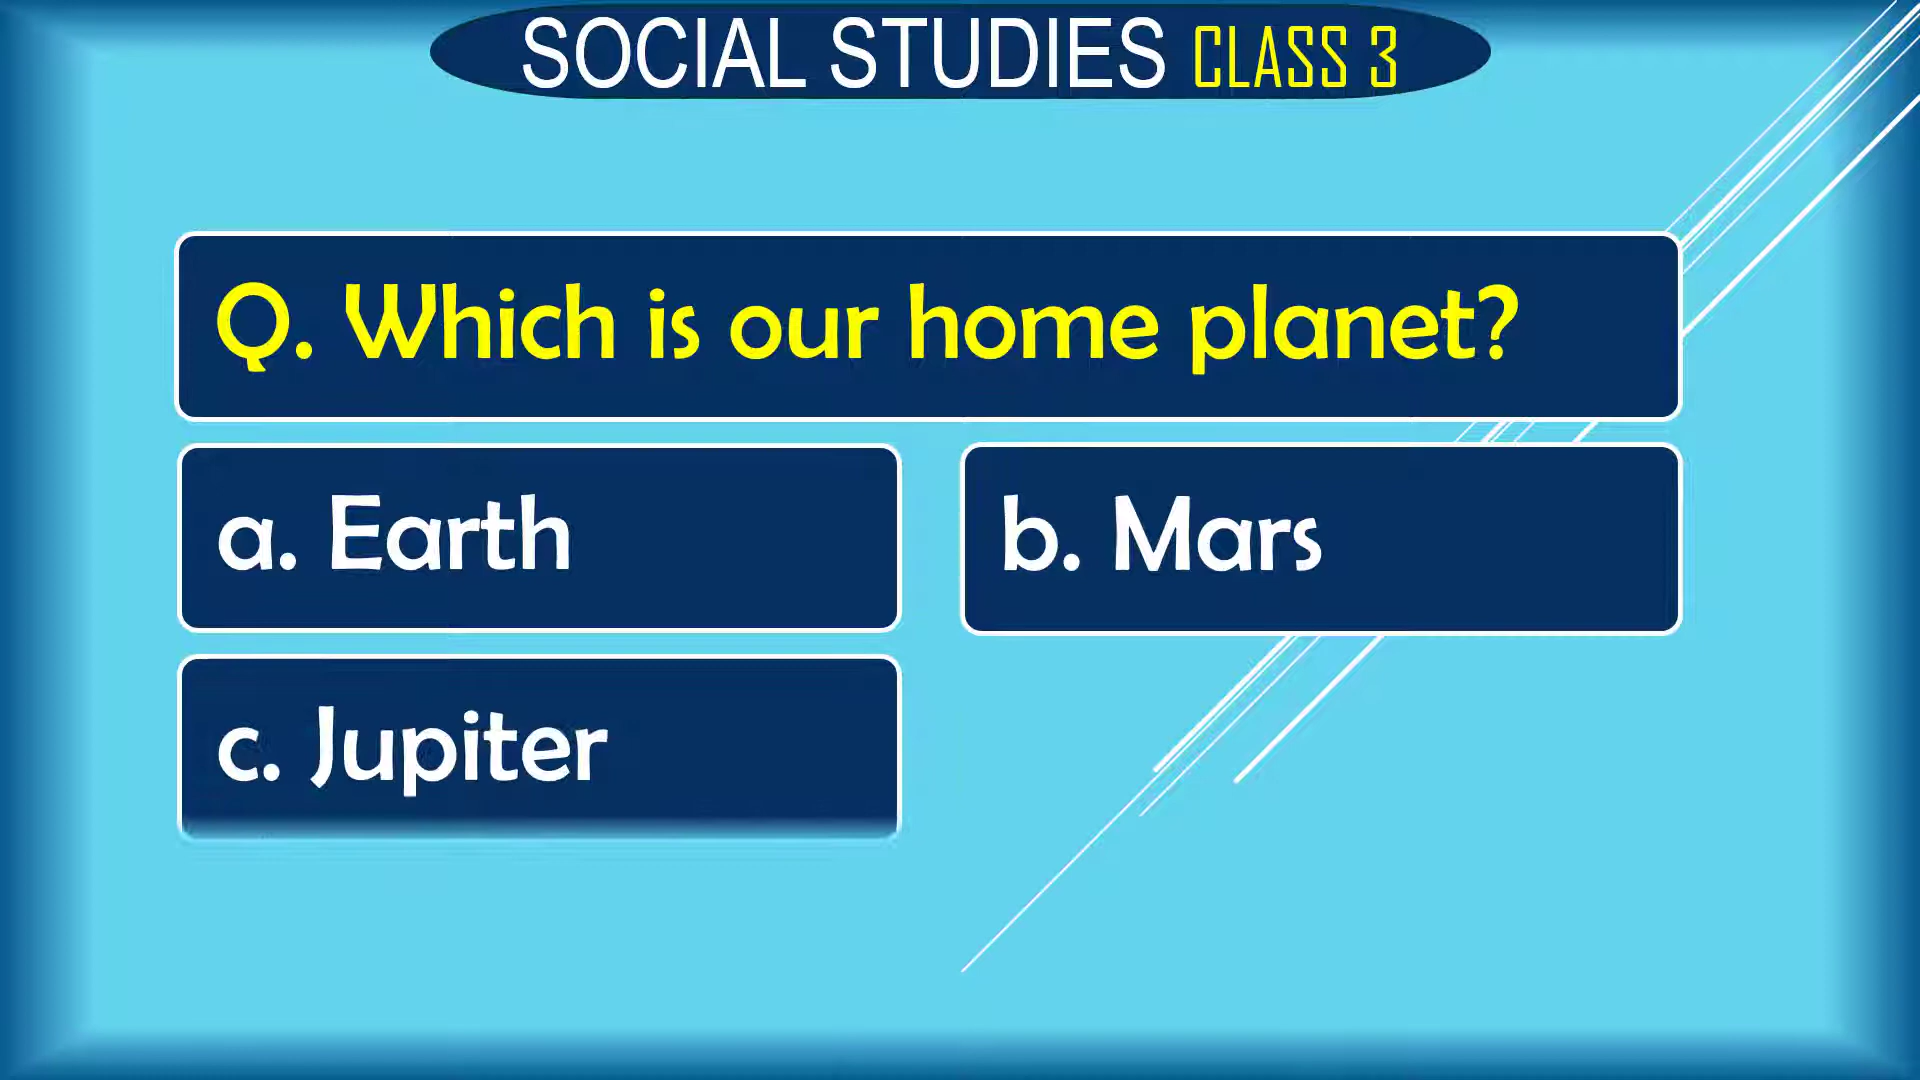 SOCIAL STUDIES CLASS 3
Q. Which is our home planet?
a. Earth
b. Mars
c. Jupiter